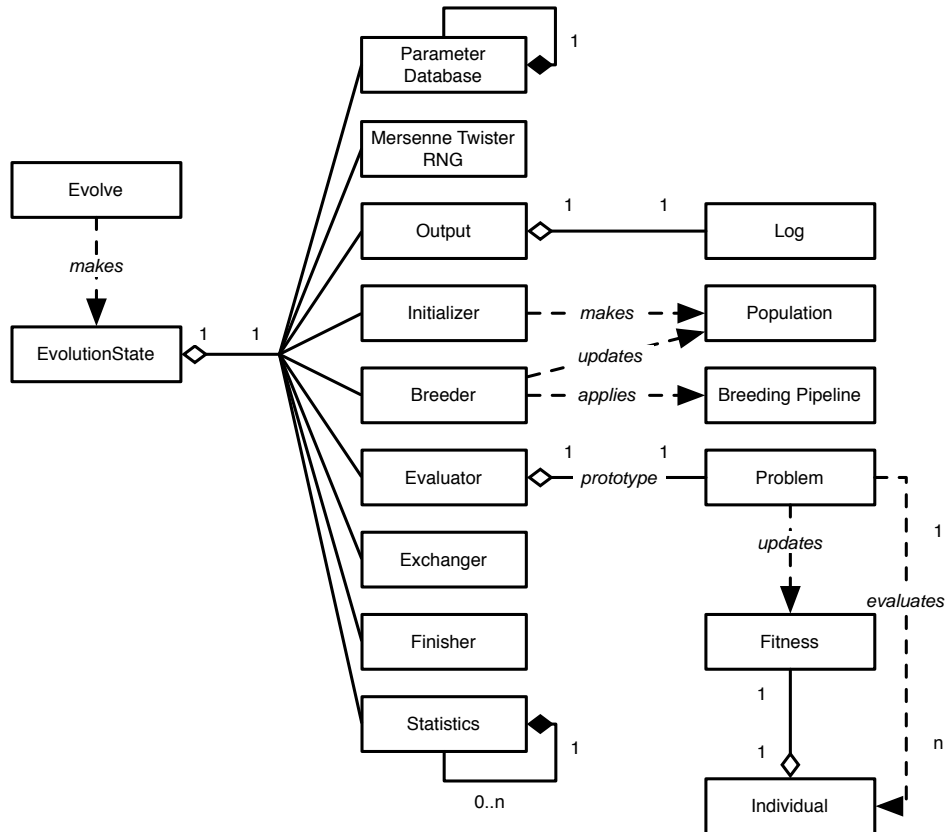 1
Parameter
Database
Mersenne Twister
RNG
Evolve
1
1
Output
Log
makes
Initializer
makes
Population
1
1
updates
EvolutionState
Breeder
applies
Breeding Pipeline
1
1
Evaluator
prototype
Problem
1
updates
Exchanger
evaluates
Finisher
Fitness
1
Statistics
1
1
n
0..n
Individual